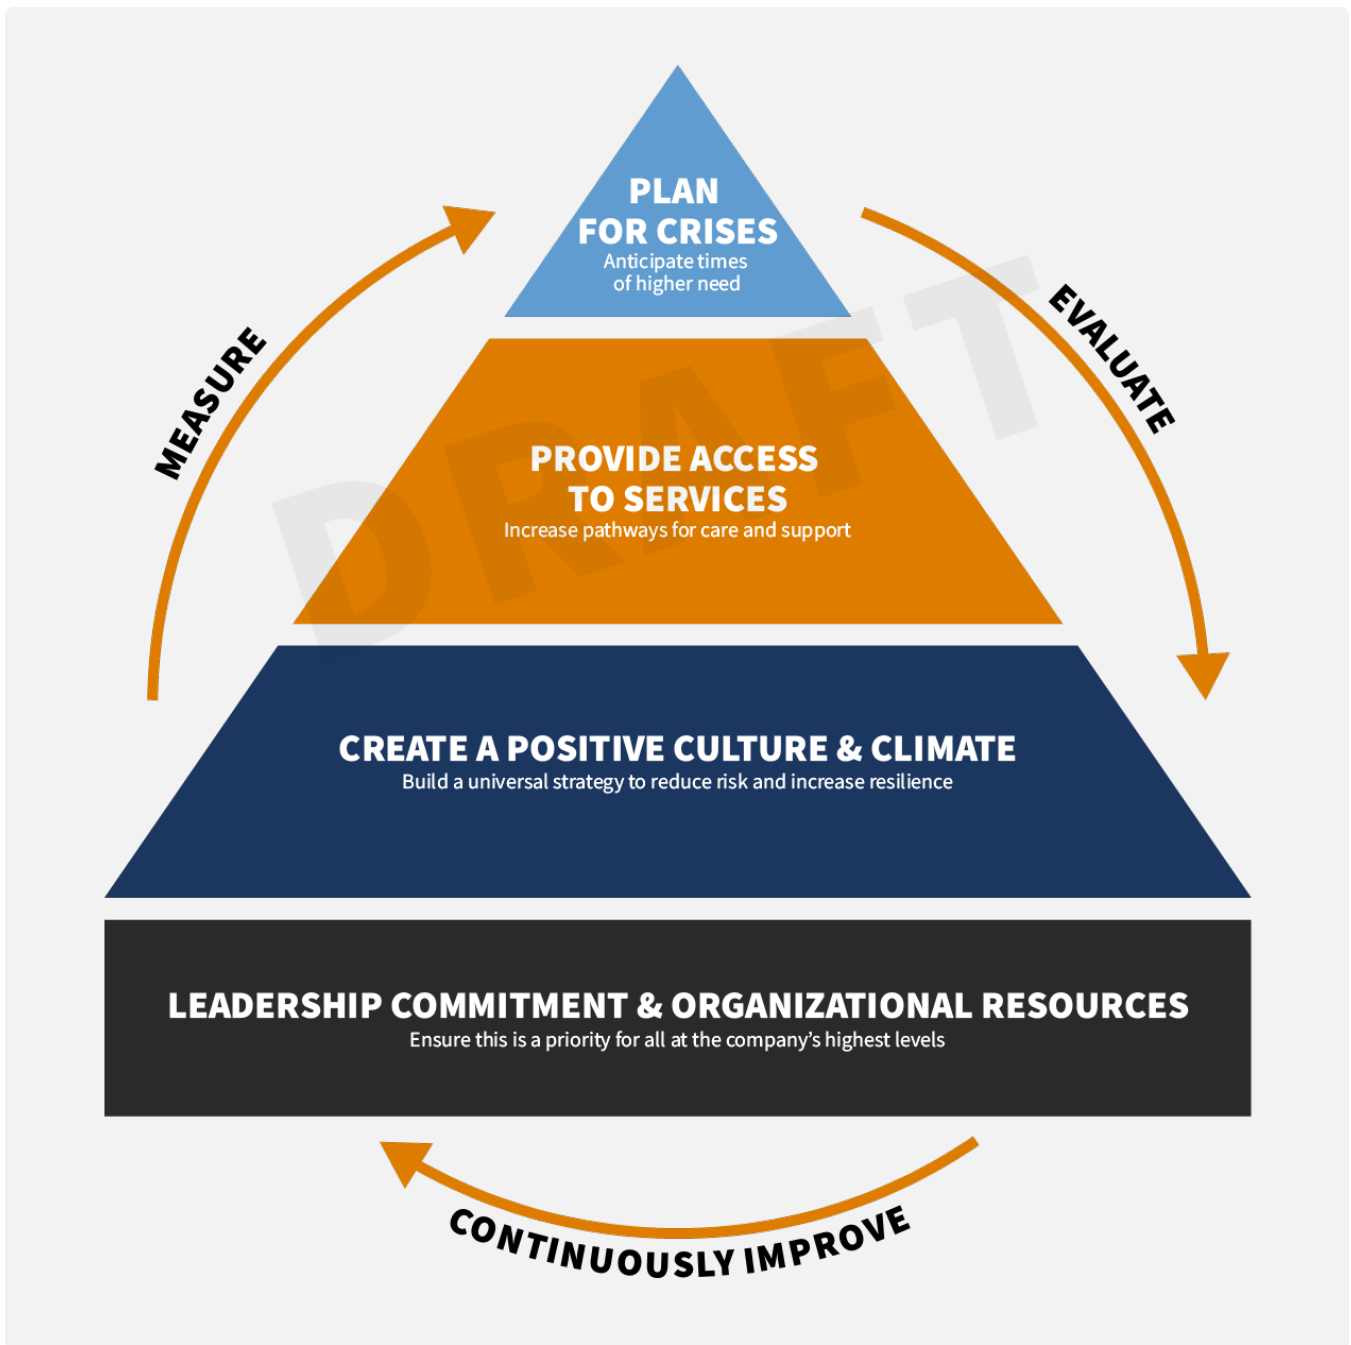 PLAN
FOR CRISES
Anticipate times
of higher need
MEASURE
EVALUATE
DRAFT
PROVIDE ACCESS
TO SERVICES
Increase pathways for care and support
CREATE A POSITIVE CULTURE & CLIMATE
Build a universal strategy to reduce risk and increase resilience
LEADERSHIP COMMITMENT & ORGANIZATIONAL RESOURCES
Ensure this is a priority for all at the company’s highest levels
CONTINUOUSLY IMPROVE